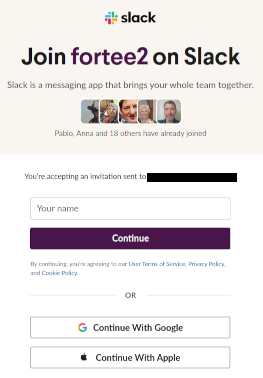 slack
Join fortee2 on Slack
Slack is a messaging app that brings your whole team together.
Pablo, Anna and 18 others have already joined
You're accepting an invitation sent to
Your name
Continue
By continuing, you're agreeing to our User Terms of Service, Privacy Policy,
and Cookie Policy.
OR
Continue With Google
Continue With Apple